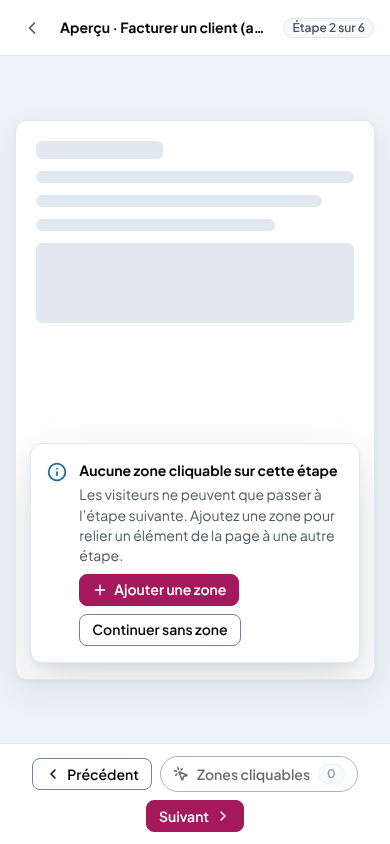 Aperçu · Facturer un client (a…
Étape 2 sur 6
Aucune zone cliquable sur cette étape
Les visiteurs ne peuvent que passer à
l’étape suivante. Ajoutez une zone pour
relier un élément de la page à une autre
étape.
Ajouter une zone
Continuer sans zone
Précédent
Zones cliquables 0
Suivant